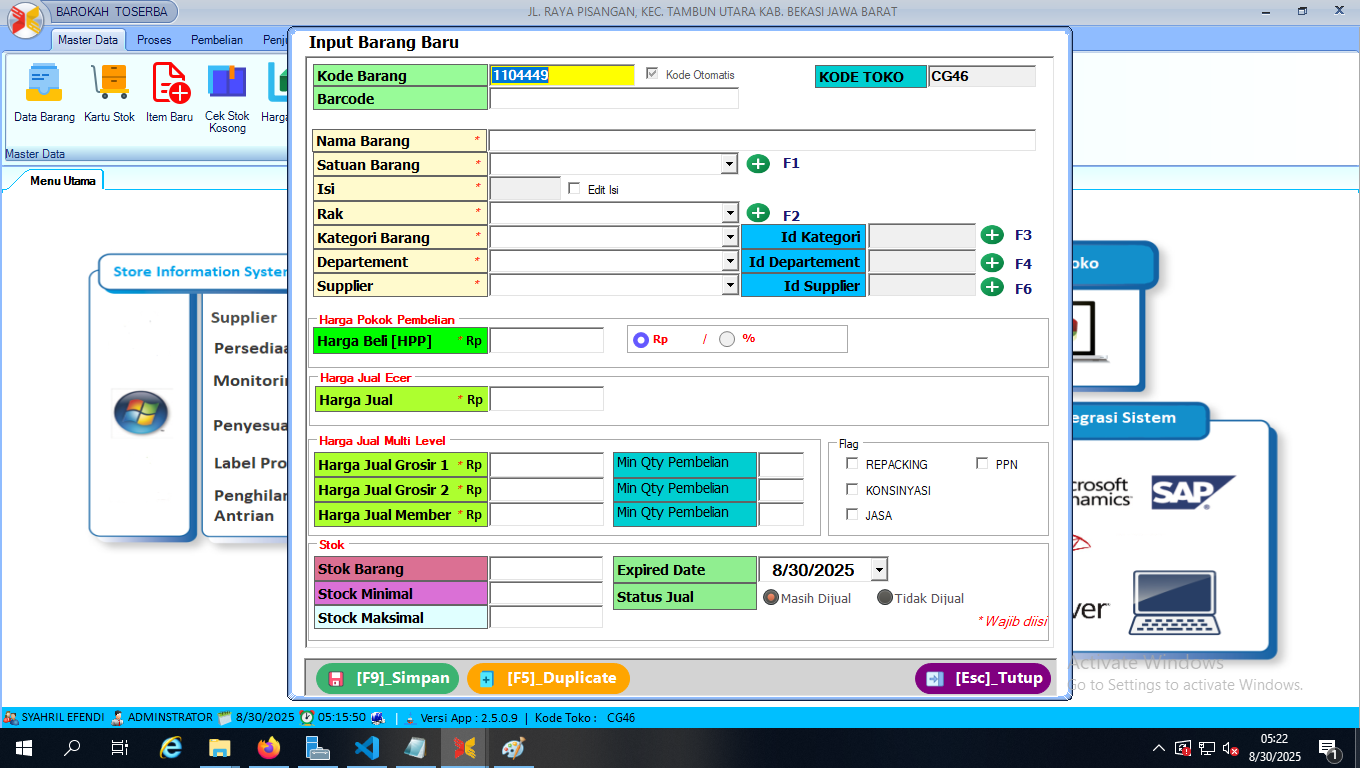 BAROKAH TOSERBA
JL. RAYA PISANGAN, KEC. TAMBUN UTARA KAB. BEKASI JAWA BARAT
Master Data Proses Pembelian Penju
Data Barang Kartu Stok Item Baru Cek Stok Kosong Harga
Master Data
Menu Utama
Input Barang Baru
Kode Barang 1104449 Kode Otomatis KODE TOKO CG46
Barcode
Nama Barang *
Satuan Barang * F1
Isi * Edit Isi
Rak * F2
Kategori Barang * Id Kategori F3
Departement * Id Departement F4
Supplier * Id Supplier F6
Harga Pokok Pembelian
Harga Beli [HPP] * Rp Rp / %
Harga Jual Ecer
Harga Jual * Rp
Harga Jual Multi Level
Harga Jual Grosir 1 * Rp Min Qty Pembelian
Harga Jual Grosir 2 * Rp Min Qty Pembelian
Harga Jual Member * Rp Min Qty Pembelian
Flag
REPACKING PPN
KONSINYASI
JASA
Stok
Stok Barang Expired Date 8/30/2025
Stock Minimal Status Jual Masih Dijual Tidak Dijual
Stock Maksimal
*Wajib diisi
[F9]_Simpan [F5]_Duplicate [Esc]_Tutup
Store Information Syster
Supplier
Persedia
Monitorin
Penyesua
Label Pro
Penghilan
Antrian
oko
egrasi Sistem
crosoft
namics
SAP
ver
Activate Windows
Go to Settings to activate Windows.
SYAHRIL EFENDI ADMINSTRATOR 8/30/2025 05:15:50 | Versi App : 2.5.0.9 | Kode Toko : CG46
05:22
8/30/2025
1